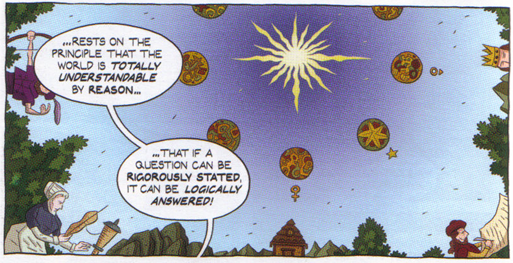 ...RESTS ON THE
PRINCIPLE THAT THE
WORLD IS TOTALLY
UNDERSTANDABLE
BY REASON...
...THAT IF A
QUESTION CAN BE
RIGOROUSLY STATED,
IT CAN BE LOGICALLY
ANSWERED!